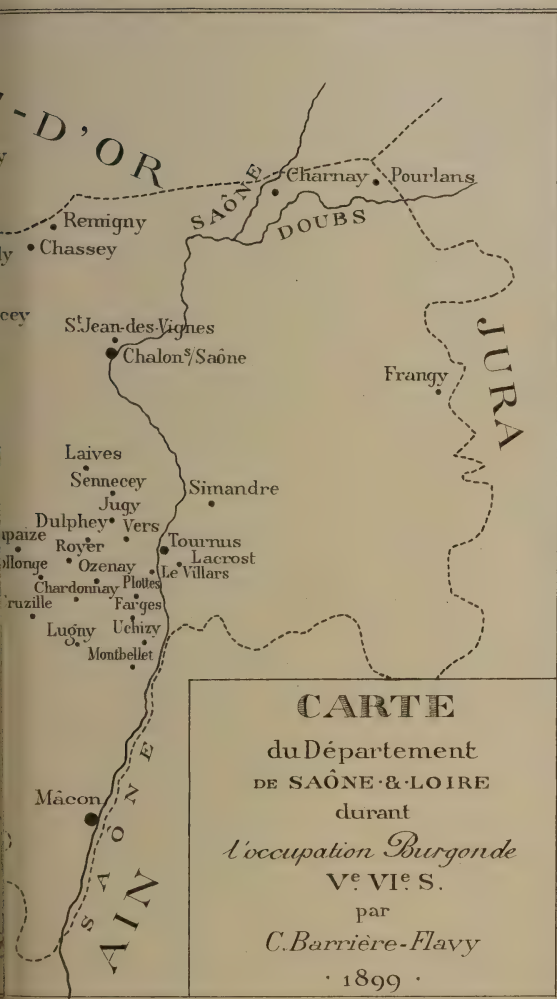 -D'OR
SAÔNE
Charnay
Pourlans
DOUBS
Remigny
Chassey
St Jean-des-Vignes
Chalon s/Saône
JURA
Frangy
Laives
Sennecey
Simandre
Jugy
Dulphey
Vers
Tournus
Royer
Lacrost
Ozenay
Le Villars
Plottes
Chardonnay
Farges
Lugny
Uchizy
Montbellet
Mâcon
SAÔNE
AIN
CARTE
du Département
DE SAÔNE-&-LOIRE
durant
l'occupation Burgonde
Ve. VIe. S.
par
C. Barrière-Flavy
· 1899 ·